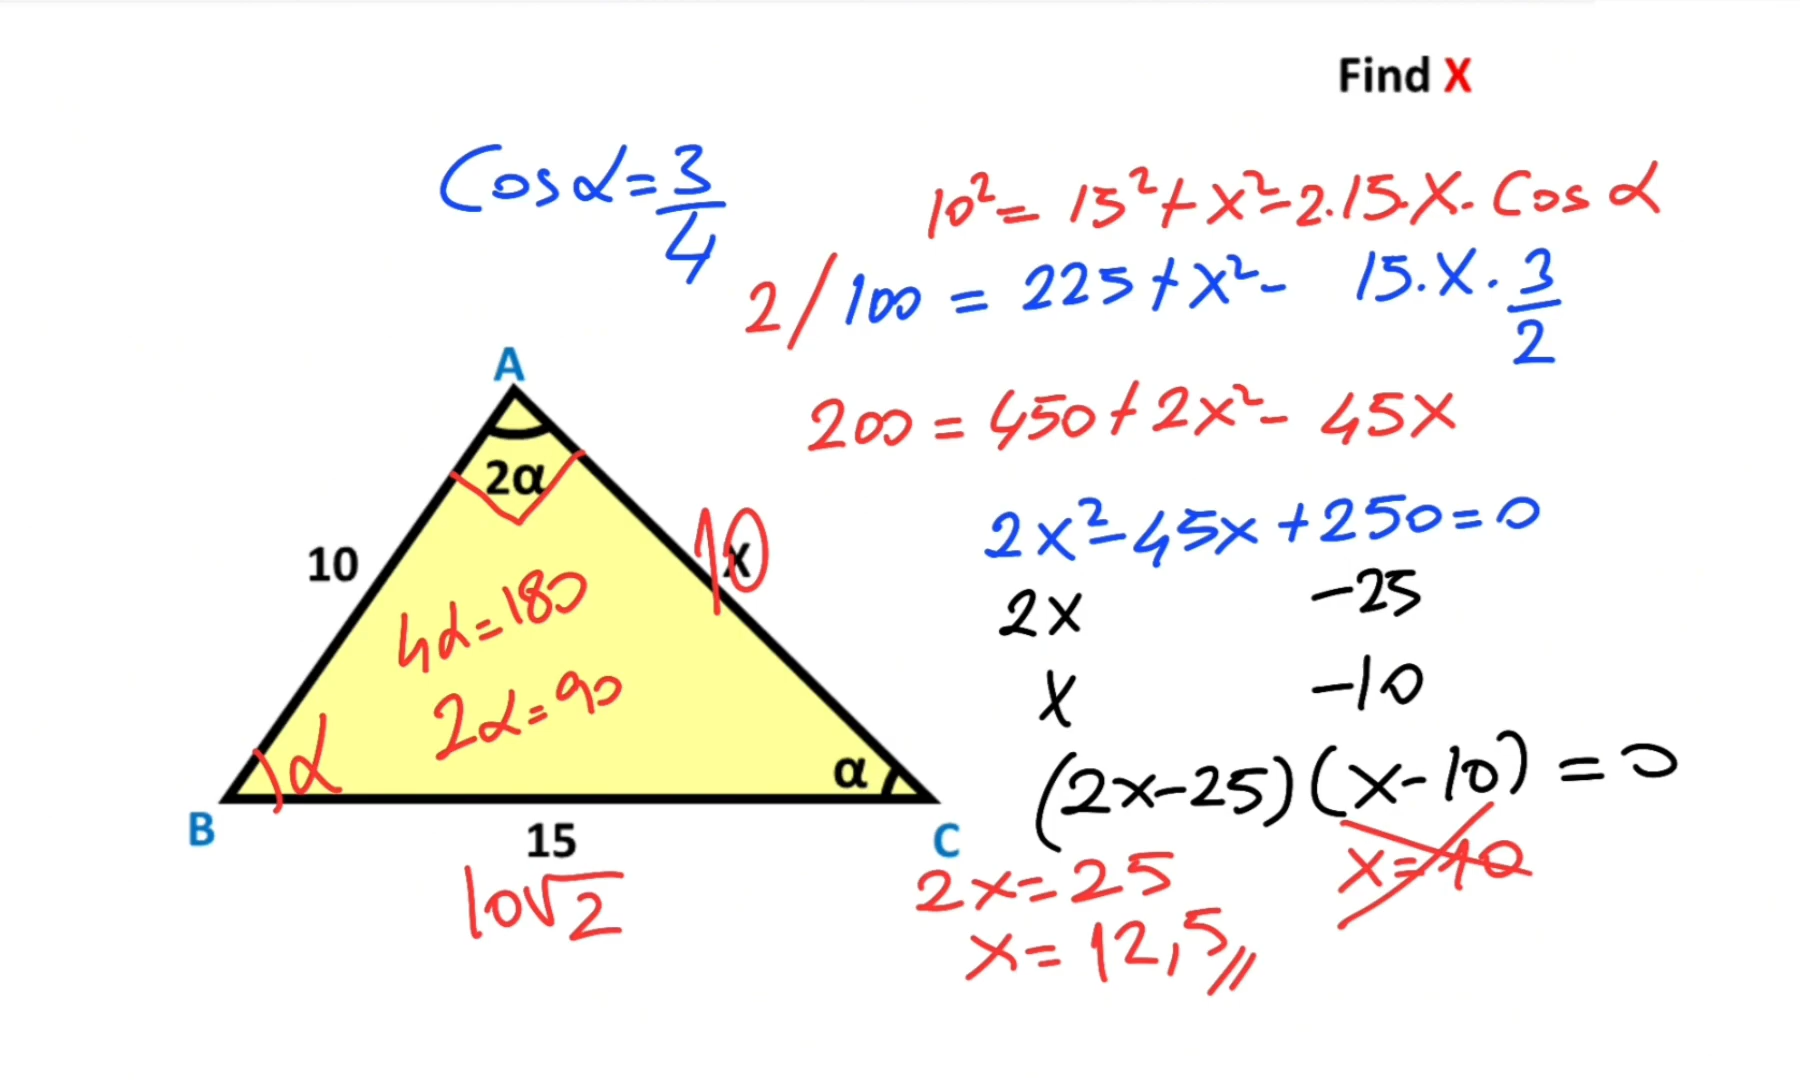 Find X
Cos α = 3/4
10² = 15² + x² - 2.15.X. Cos α
2/ 100 = 225 + x² - 15.X. 3/2
200 = 450 + 2x² - 45x
2x² - 45x + 250 = 0
2x -25
x -10
(2x-25)(x-10) = 0
2x = 25
x = 10
x = 12,5
A
2α
10
x
10
4α = 180
2α = 90
α
α
B
15
C
10√2